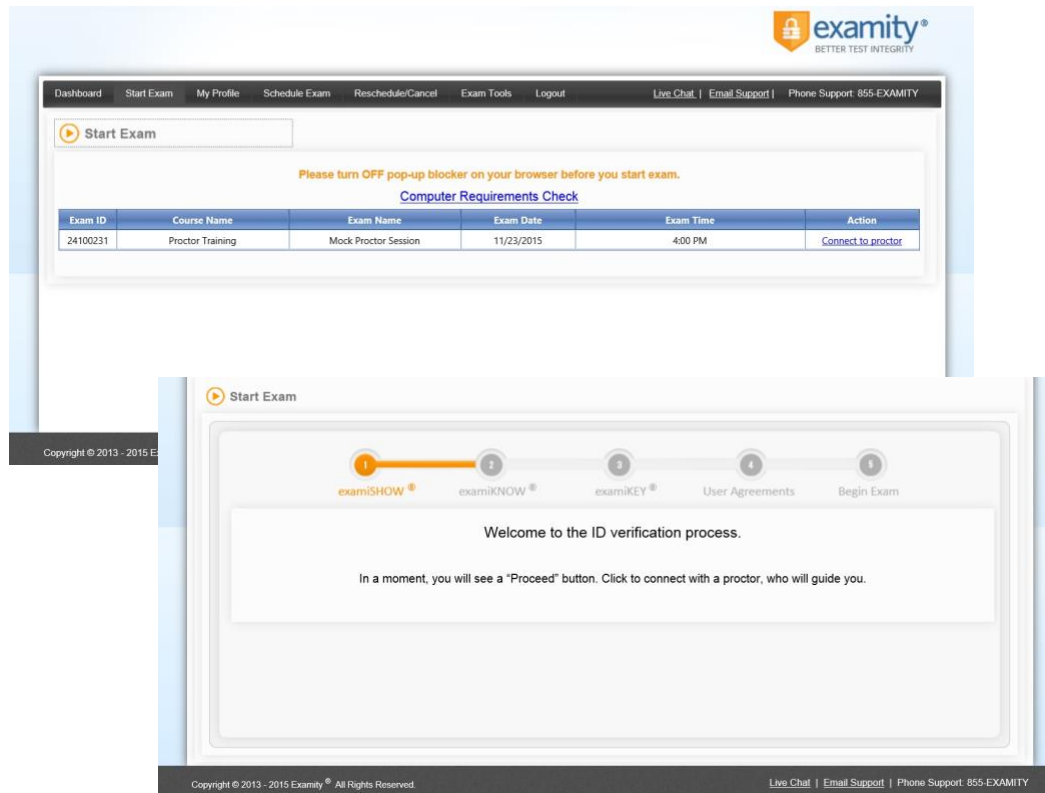 examity®
BETTER TEST INTEGRITY
Dashboard Start Exam My Profile Schedule Exam Reschedule/Cancel Exam Tools Logout Live Chat | Email Support | Phone Support: 855-EXAMITY
Start Exam
Please turn OFF pop-up blocker on your browser before you start exam.
Computer Requirements Check
Exam ID Course Name Exam Name Exam Date Exam Time Action
24100231 Proctor Training Mock Proctor Session 11/23/2015 4:00 PM Connect to proctor
Copyright © 2013 - 2015 E
Start Exam
1 2 3 4 5
examiSHOW ® examiKNOW ® examiKEY ® User Agreements Begin Exam
Welcome to the ID verification process.
In a moment, you will see a "Proceed" button. Click to connect with a proctor, who will guide you.
Copyright © 2013 - 2015 Examity ® All Rights Reserved. Live Chat | Email Support | Phone Support: 855-EXAMITY